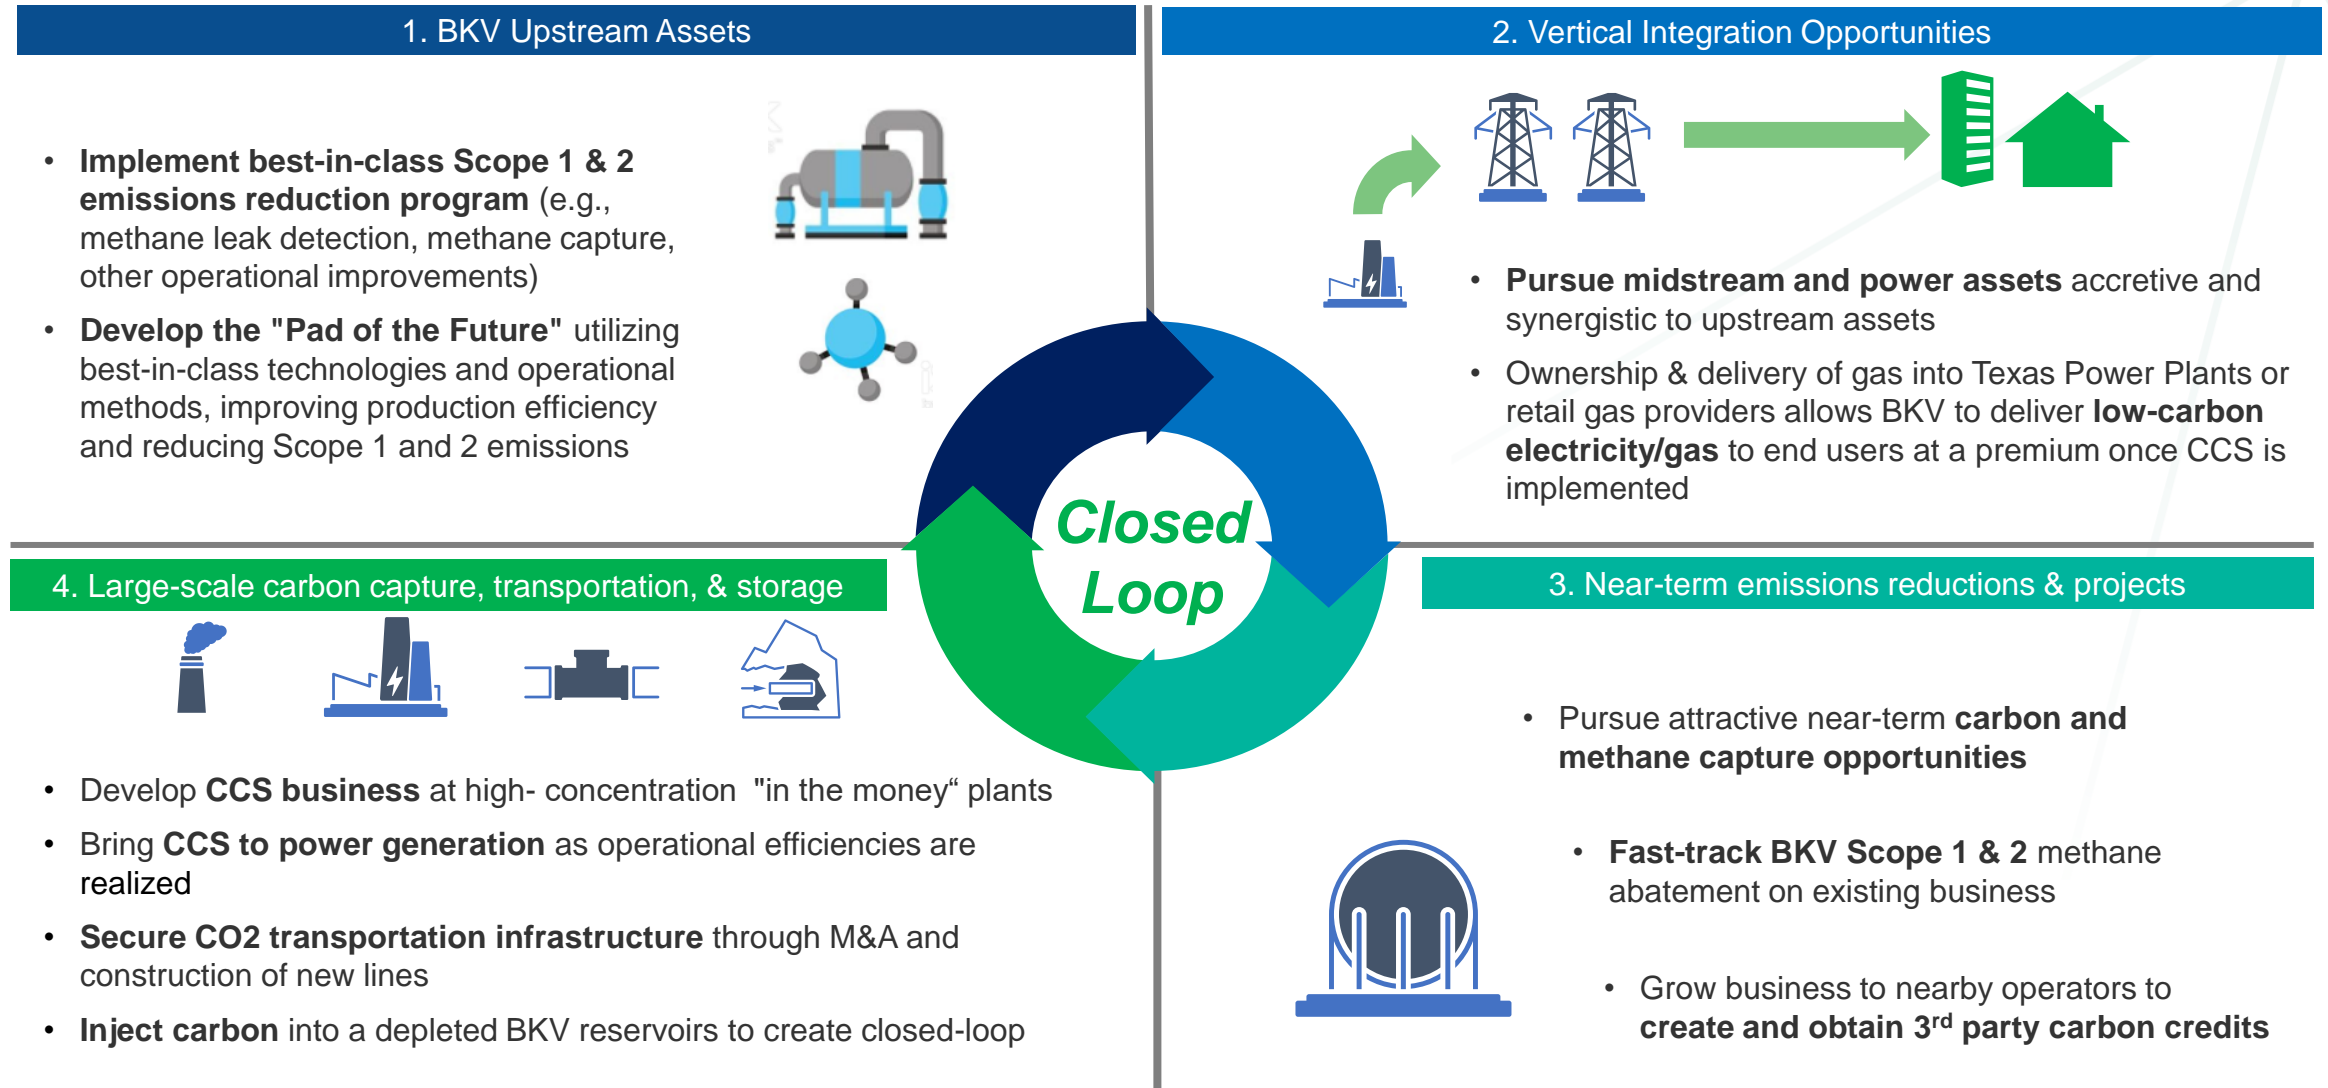 1. BKV Upstream Assets
• Implement best-in-class Scope 1 & 2
emissions reduction program (e.g.,
methane leak detection, methane capture,
other operational improvements)
• Develop the "Pad of the Future" utilizing
best-in-class technologies and operational
methods, improving production efficiency
and reducing Scope 1 and 2 emissions
2. Vertical Integration Opportunities
• Pursue midstream and power assets accretive and
synergistic to upstream assets
• Ownership & delivery of gas into Texas Power Plants or
retail gas providers allows BKV to deliver low-carbon
electricity/gas to end users at a premium once CCS is
implemented
Closed
Loop
3. Near-term emissions reductions & projects
• Pursue attractive near-term carbon and
methane capture opportunities
• Fast-track BKV Scope 1 & 2 methane
abatement on existing business
• Grow business to nearby operators to
create and obtain 3rd party carbon credits
4. Large-scale carbon capture, transportation, & storage
• Develop CCS business at high- concentration "in the money“ plants
• Bring CCS to power generation as operational efficiencies are
realized
• Secure CO2 transportation infrastructure through M&A and
construction of new lines
• Inject carbon into a depleted BKV reservoirs to create closed-loop